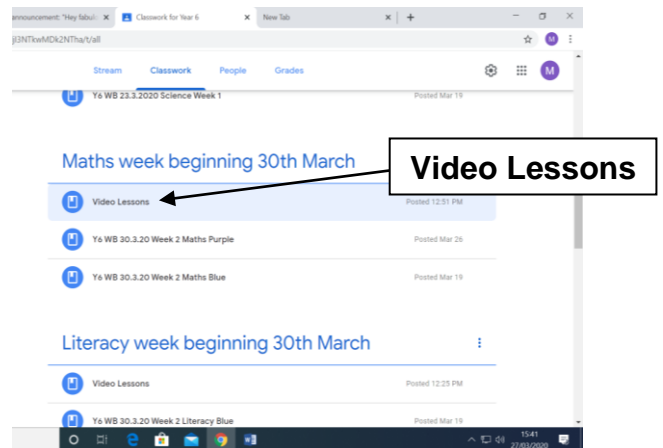 announcement: "Hey fabul
Classwork for Year 6
New Tab
jI3NTkwMDk2NTha/t/all
Stream Classwork People Grades
M
M
Y6 WB 23.3.2020 Science Week 1
Posted Mar 19
Maths week beginning 30th March
Video Lessons
Video Lessons
Posted 12:51 PM
Y6 WB 30.3.20 Week 2 Maths Purple
Posted Mar 26
Y6 WB 30.3.20 Week 2 Maths Blue
Posted Mar 19
Literacy week beginning 30th March
Video Lessons
Posted 12:25 PM
Y6 WB 30.3.20 Week 2 Literacy Blue
Posted Mar 19
15:41
27/03/2020